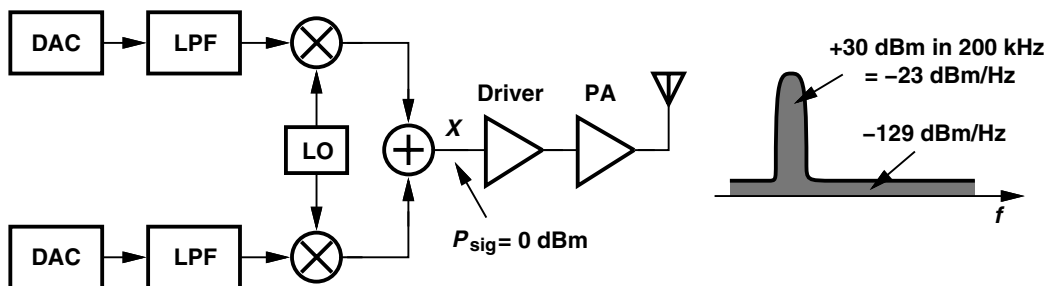 DAC
LPF
LO
X
Driver
PA
Psig = 0 dBm
DAC
LPF
+30 dBm in 200 kHz
= −23 dBm/Hz
−129 dBm/Hz
f